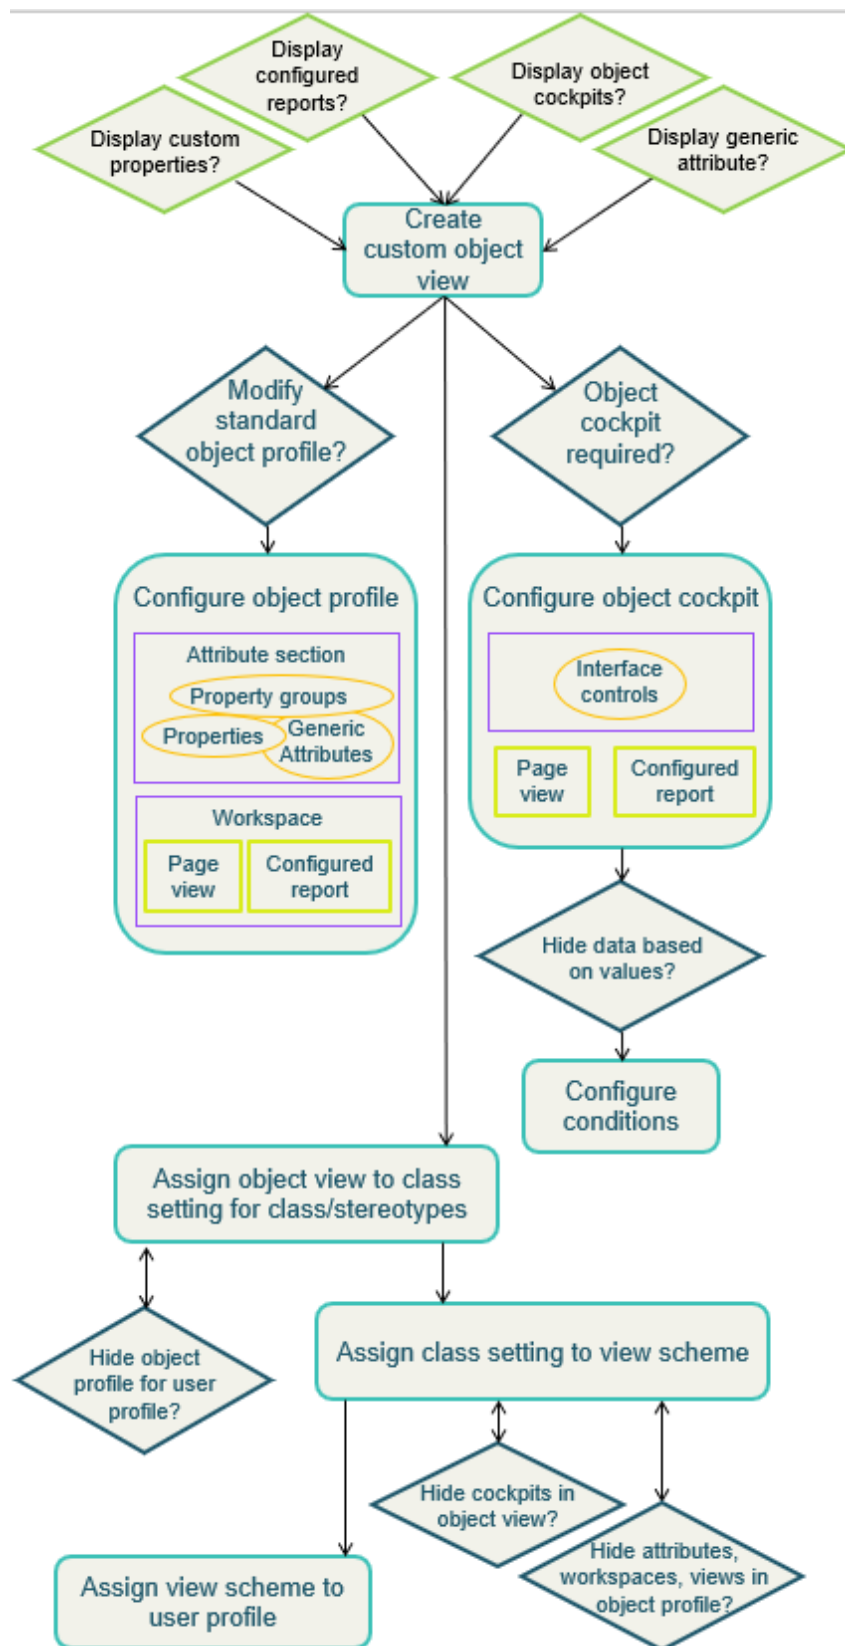 Display
configured
reports?
Display object
cockpits?
Display custom
properties?
Display generic
attribute?
Create
custom object
view
Modify
standard
object profile?
Object
cockpit
required?
Configure object profile
Attribute section
Property groups
Properties
Generic
Attributes
Workspace
Page
view
Configured
report
Configure object cockpit
Interface
controls
Page
view
Configured
report
Hide data based
on values?
Configure
conditions
Assign object view to class
setting for class/stereotypes
Hide object
profile for user
profile?
Assign class setting to view scheme
Hide cockpits in
object view?
Hide attributes,
workspaces, views in
object profile?
Assign view scheme to
user profile